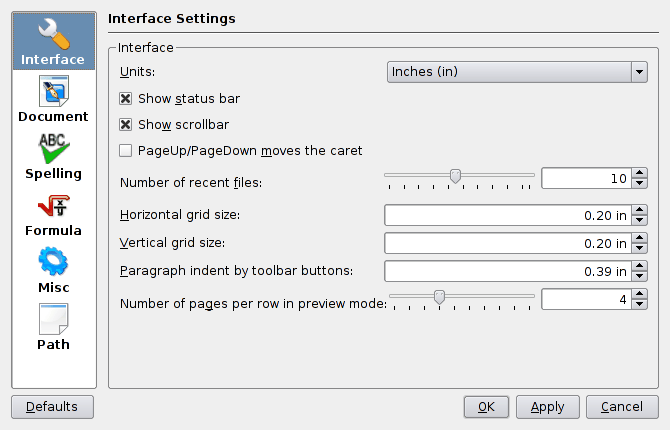 Interface Settings
Interface
Document
Spelling
Formula
Misc
Path
Interface
Units:
Inches (in)
Show status bar
Show scrollbar
PageUp/PageDown moves the caret
Number of recent files:
10
Horizontal grid size:
0.20 in
Vertical grid size:
0.20 in
Paragraph indent by toolbar buttons:
0.39 in
Number of pages per row in preview mode:
4
Defaults
OK
Apply
Cancel